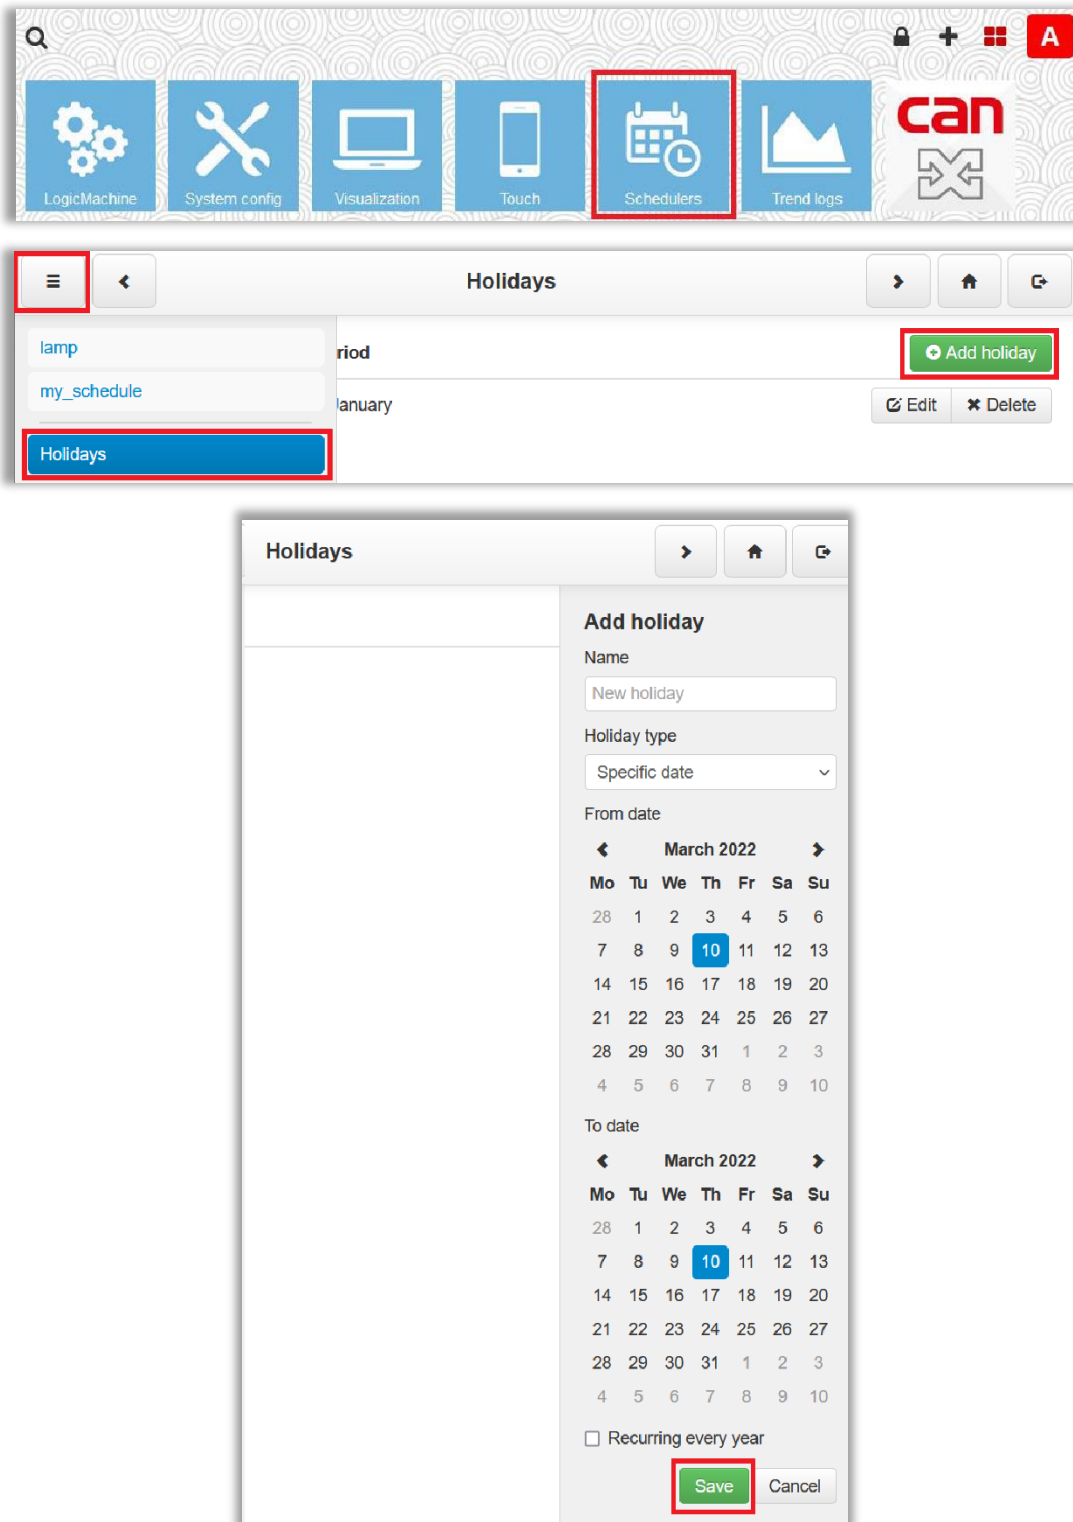 A
can
LogicMachine System config Visualization Touch Schedulers Trend logs
Holidays
lamp
riod
Add holiday
my_schedule
January
Edit Delete
Holidays
Holidays
Add holiday
Name
New holiday
Holiday type
Specific date
From date
March 2022
Mo Tu We Th Fr Sa Su
28 1 2 3 4 5 6
7 8 9 10 11 12 13
14 15 16 17 18 19 20
21 22 23 24 25 26 27
28 29 30 31 1 2 3
4 5 6 7 8 9 10
To date
March 2022
Mo Tu We Th Fr Sa Su
28 1 2 3 4 5 6
7 8 9 10 11 12 13
14 15 16 17 18 19 20
21 22 23 24 25 26 27
28 29 30 31 1 2 3
4 5 6 7 8 9 10
Recurring every year
Save Cancel